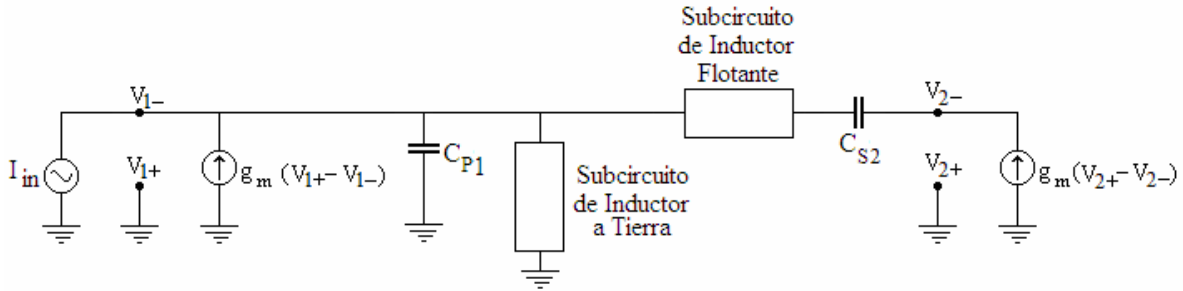 Subcircuito
de Inductor
Flotante
V1−
V2−
Iin
V1+
gm (V1+− V1−)
CP1
CS2
V2+
gm(V2+− V2−)
Subcircuito
de Inductor
a Tierra